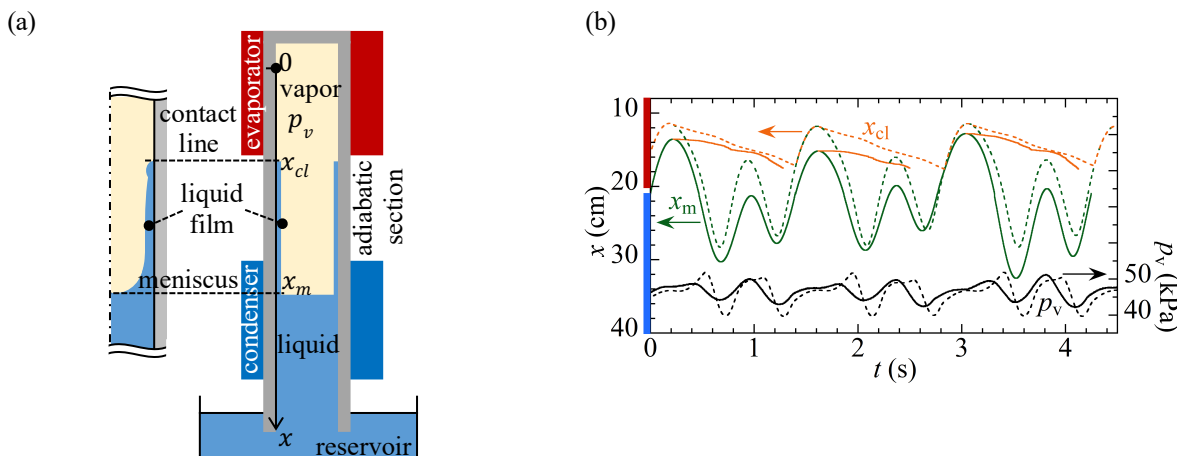 (a)
evaporator
0
vapor
p_v
contact
line
x_cl
liquid
film
adiabatic
section
meniscus
x_m
condenser
liquid
x
reservoir
(b)
10
20
30
40
x (cm)
x_cl
x_m
p_v
50
40
p_v (kPa)
0
1
2
3
4
t (s)